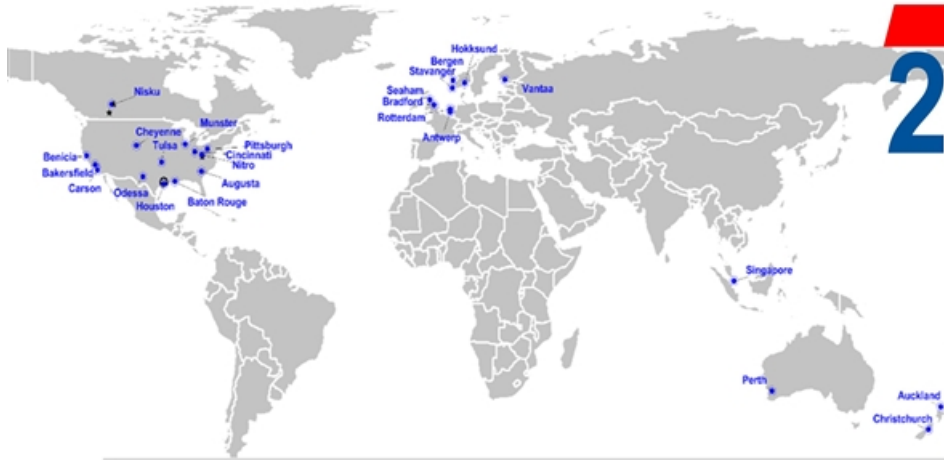 2
Hokksund
Bergen
Stavanger
Nisku
Seaham
Vantaa
Bradford
Munster
Rotterdam
Cheyenne
Antwerp
Tulsa
Pittsburgh
Benicia
Cincinnati
Nitro
Bakersfield
Augusta
Carson
Odessa
Baton Rouge
Houston
Singapore
Perth
Auckland
Christchurch